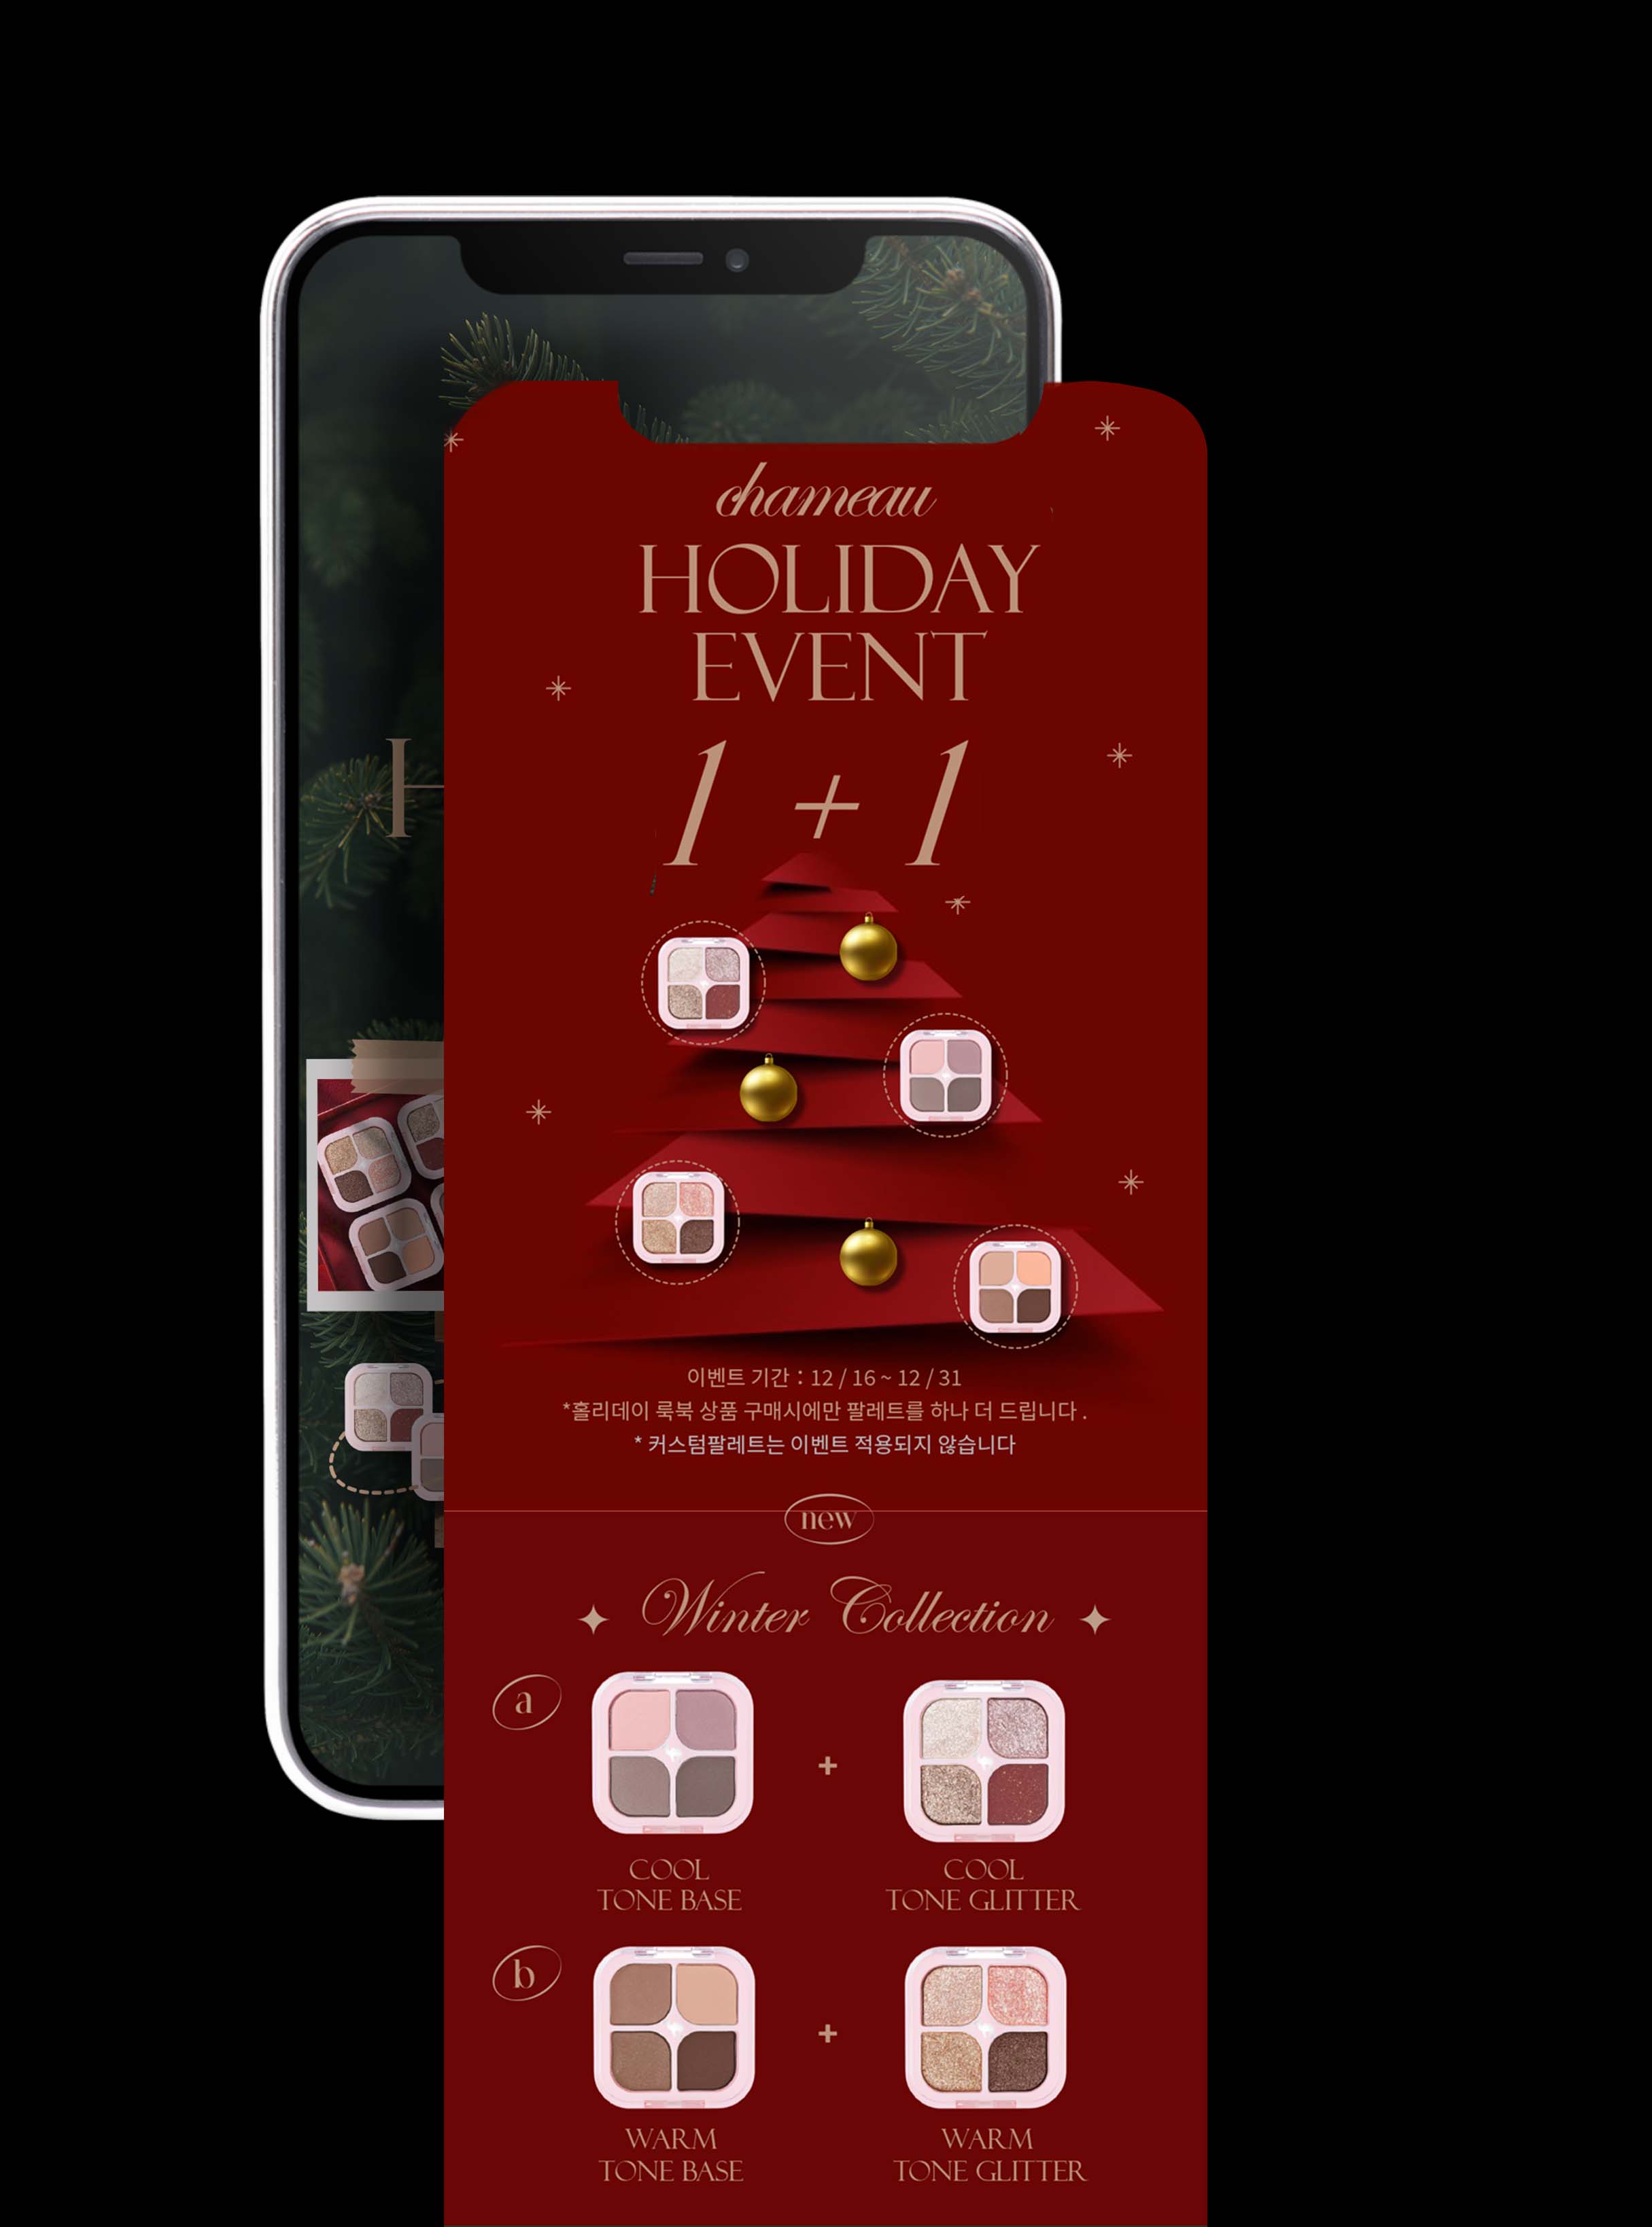 chameau
HOLIDAY
EVENT
1 + 1
H
이벤트 기간 : 12 / 16 ~ 12 / 31
*홀리데이 룩북 상품 구매시에만 팔레트를 하나 더 드립니다 .
* 커스텀팔레트는 이벤트 적용되지 않습니다
new
Winter Collection
a
+
COOL
TONE BASE
COOL
TONE GLITTER
b
+
WARM
TONE BASE
WARM
TONE GLITTER